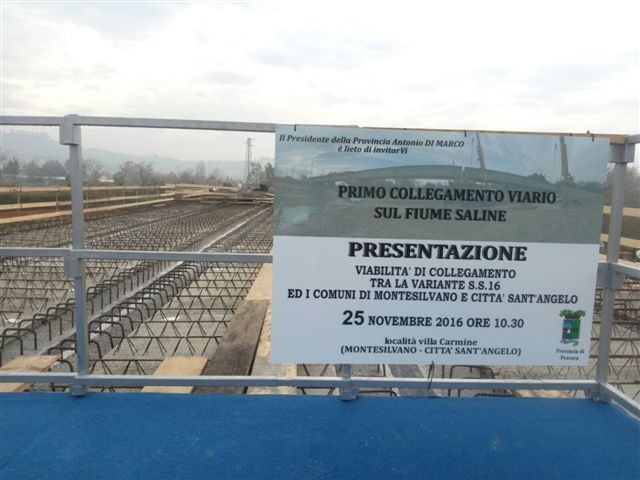 Il Presidente della Provincia Antonio DI MARCO
è lieto di invitarVi
PRIMO COLLEGAMENTO VIARIO
SUL FIUME SALINE
PRESENTAZIONE
VIABILITA' DI COLLEGAMENTO
TRA LA VARIANTE S.S.16
ED I COMUNI DI MONTESILVANO E CITTA' SANT'ANGELO
25 NOVEMBRE 2016 ORE 10.30
località villa Carmine
(MONTESILVANO - CITTA' SANT'ANGELO)
Provincia di
Pescara